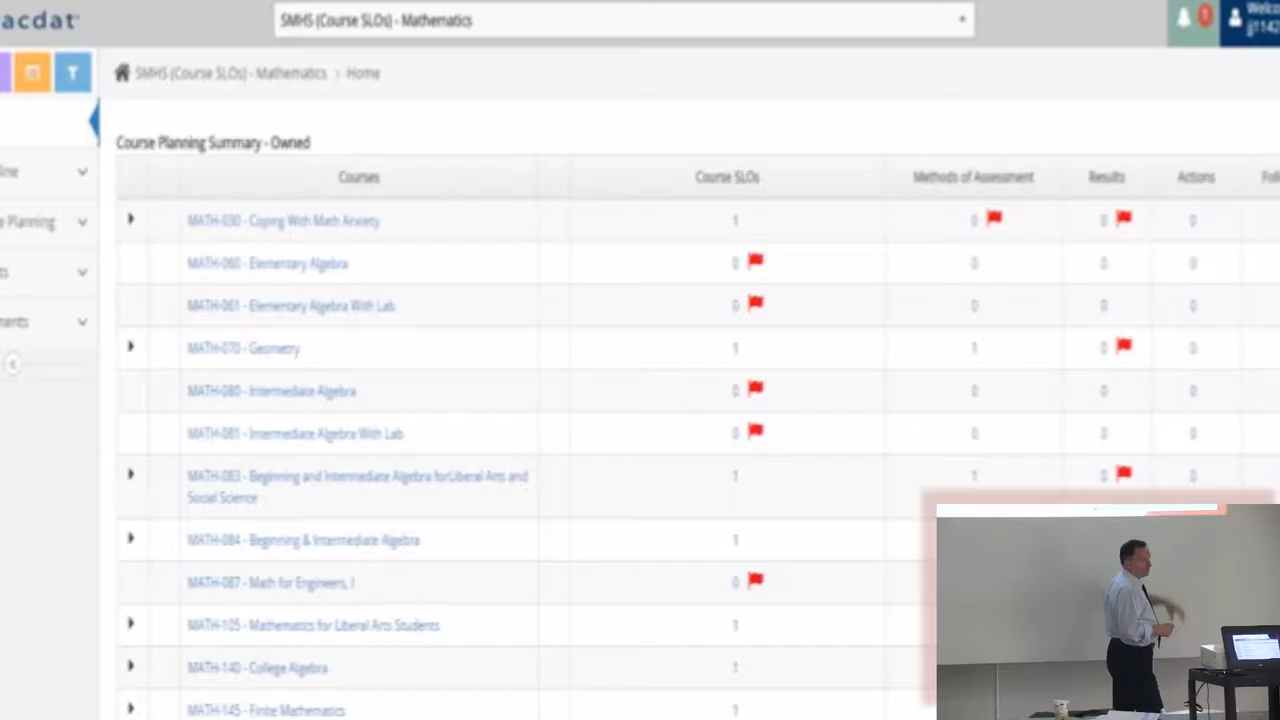 acdat
SMHS (Course SLOs) - Mathematics
1
SMHS (Course SLOs) - Mathematics > Home
Course Planning Summary - Owned
Courses Course SLOs Methods of Assessment Results Actions
MATH-030 - Coping With Math Anxiety 1 0 0 0
MATH-060 - Elementary Algebra 0 0 0 0
MATH-061 - Elementary Algebra With Lab 0 0 0 0
MATH-070 - Geometry 1 1 0 0
MATH-080 - Intermediate Algebra 0 0 0 0
MATH-081 - Intermediate Algebra With Lab 0 0 0 0
MATH-083 - Beginning and Intermediate Algebra forLiberal Arts and 1 1 0 0
Social Science
MATH-084 - Beginning & Intermediate Algebra 1
MATH-087 - Math for Engineers, I 0
MATH-105 - Mathematics for Liberal Arts Students 1
MATH-140 - College Algebra 1
MATH-145 - Finite Mathematics 1
line
Planning
ts
ments